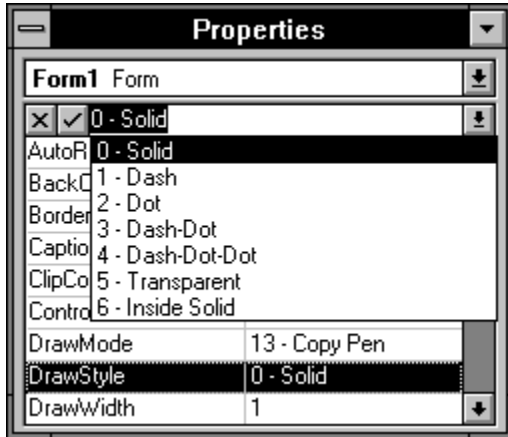 Properties
Form1 Form
0 - Solid
AutoR 0 - Solid
BackC 1 - Dash
Border 2 - Dot
3 - Dash-Dot
Captio 4 - Dash-Dot-Dot
ClipCo 5 - Transparent
Contro 6 - Inside Solid
DrawMode 13 - Copy Pen
DrawStyle 0 - Solid
DrawWidth 1